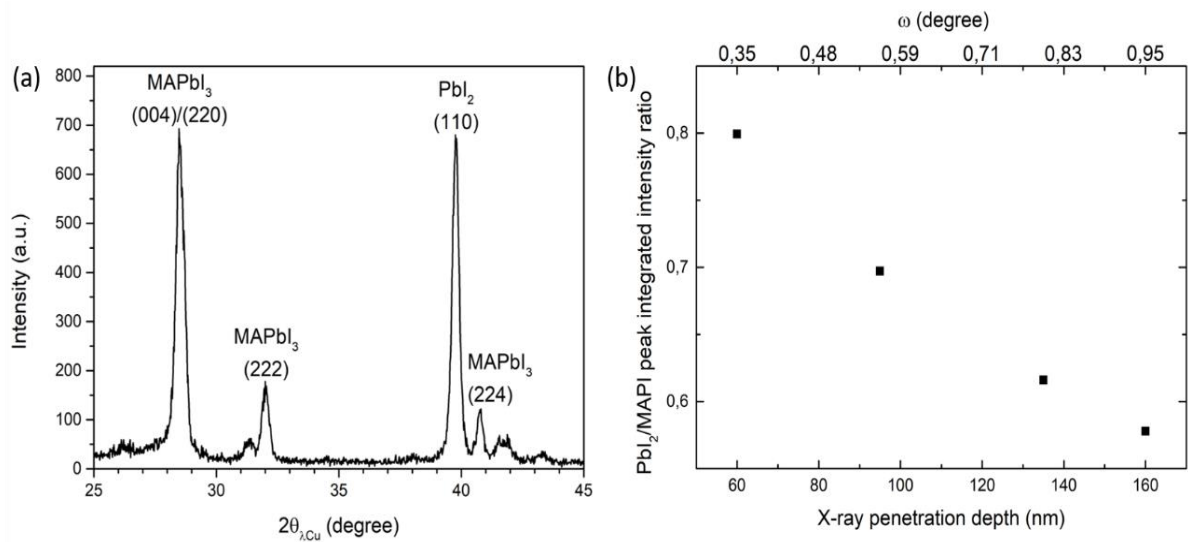 (a)
800
700
600
500
400
300
200
100
0
Intensity (a.u.)
MAPbI₃
(004)/(220)
MAPbI₃
(222)
PbI₂
(110)
MAPbI₃
(224)
25 30 35 40 45
2θλCu (degree)
(b)
ω (degree)
0,35 0,48 0,59 0,71 0,83 0,95
0,8
0,7
0,6
PbI₂/MAPI peak integrated intensity ratio
60 80 100 120 140 160
X-ray penetration depth (nm)